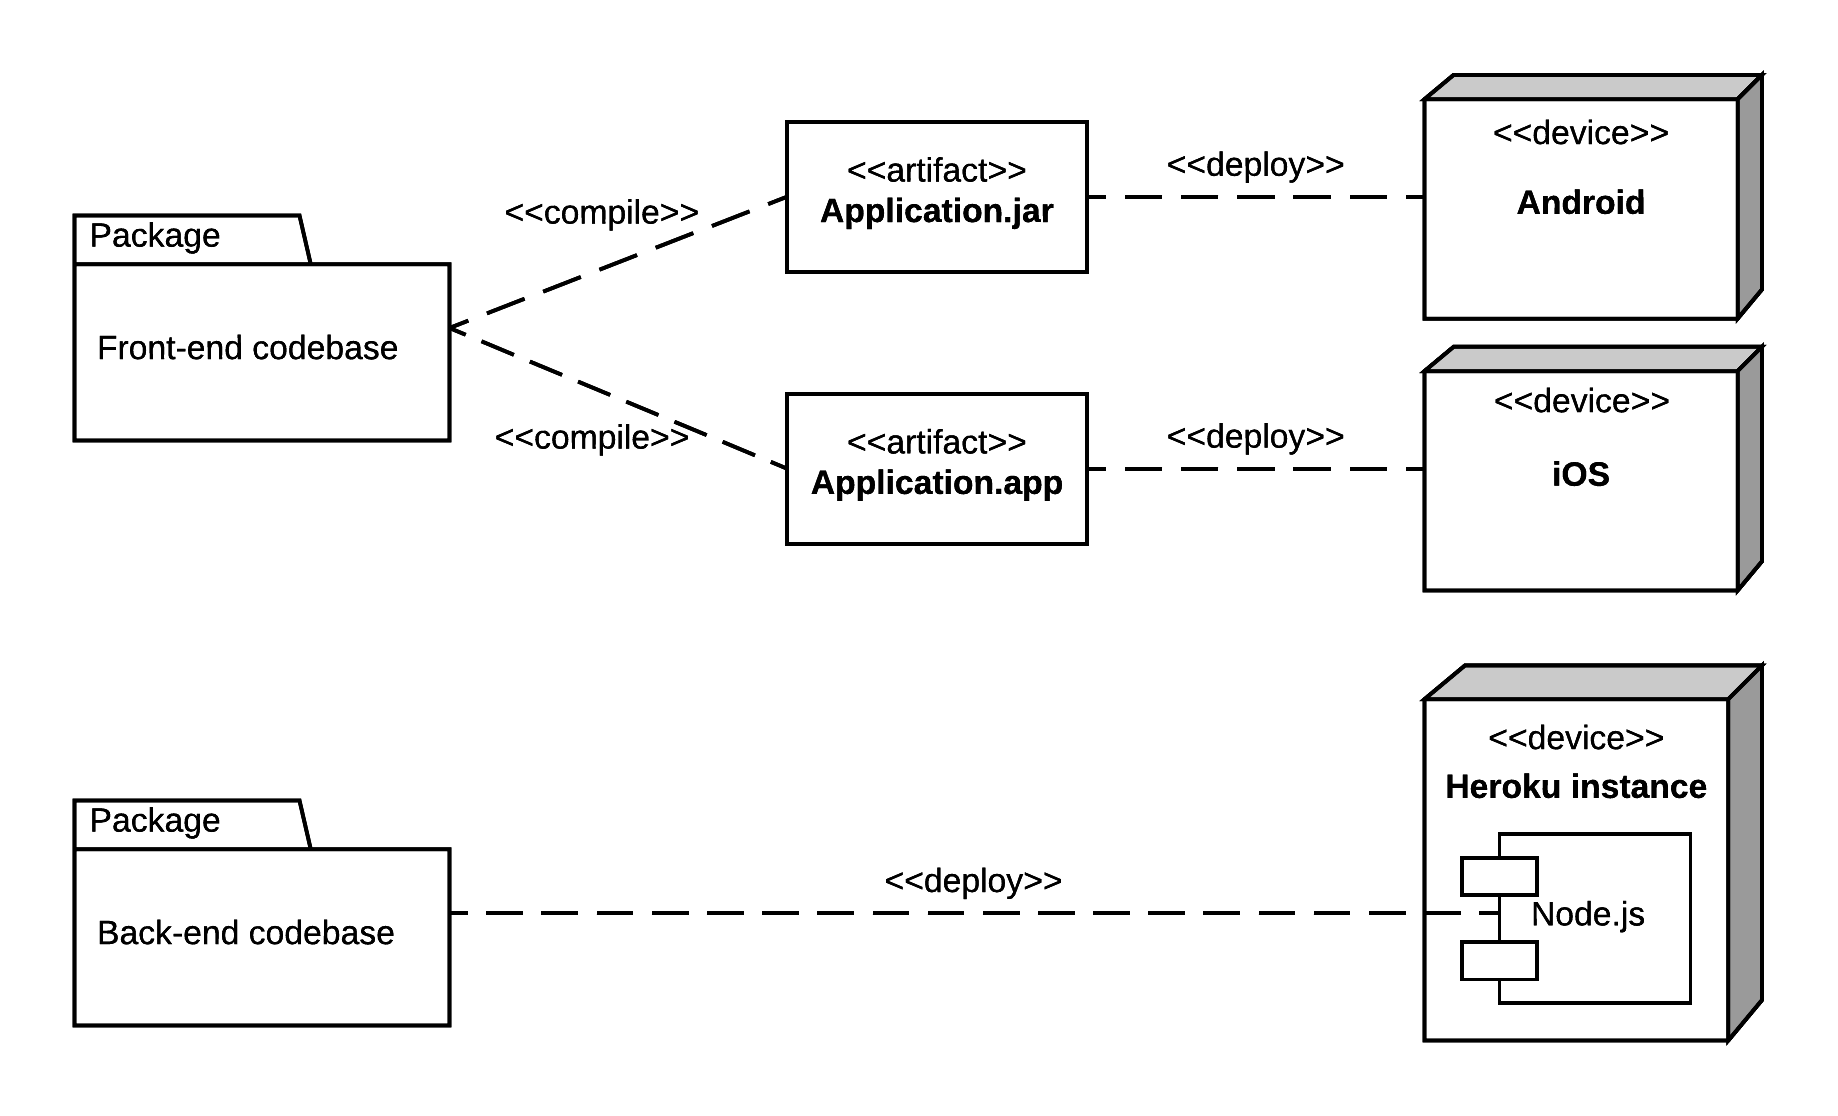 Package
Front-end codebase
<<compile>>
<<compile>>
<<artifact>>
Application.jar
<<artifact>>
Application.app
<<deploy>>
<<deploy>>
<<device>>
Android
<<device>>
iOS
Package
Back-end codebase
<<deploy>>
<<device>>
Heroku instance
Node.js